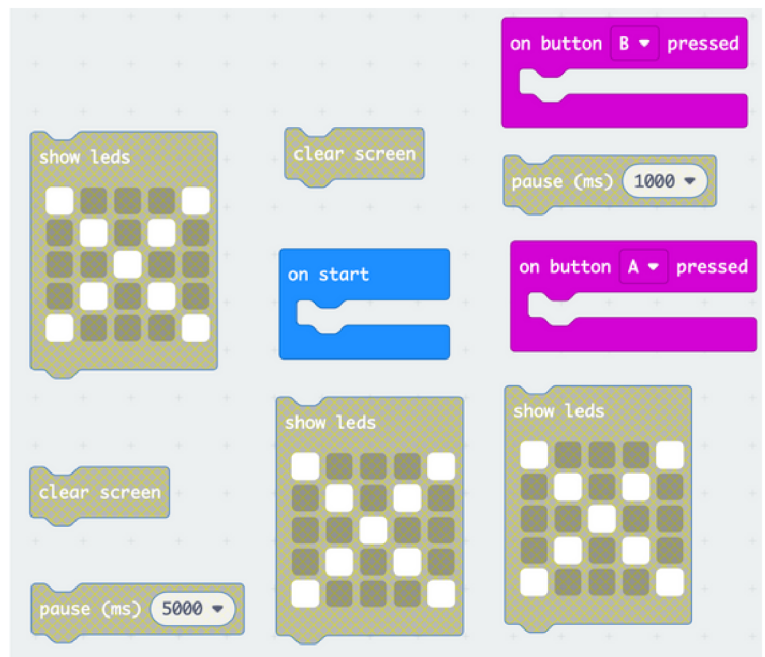 on button B pressed
show leds
clear screen
pause (ms) 1000
on start
on button A pressed
show leds
show leds
clear screen
pause (ms) 5000